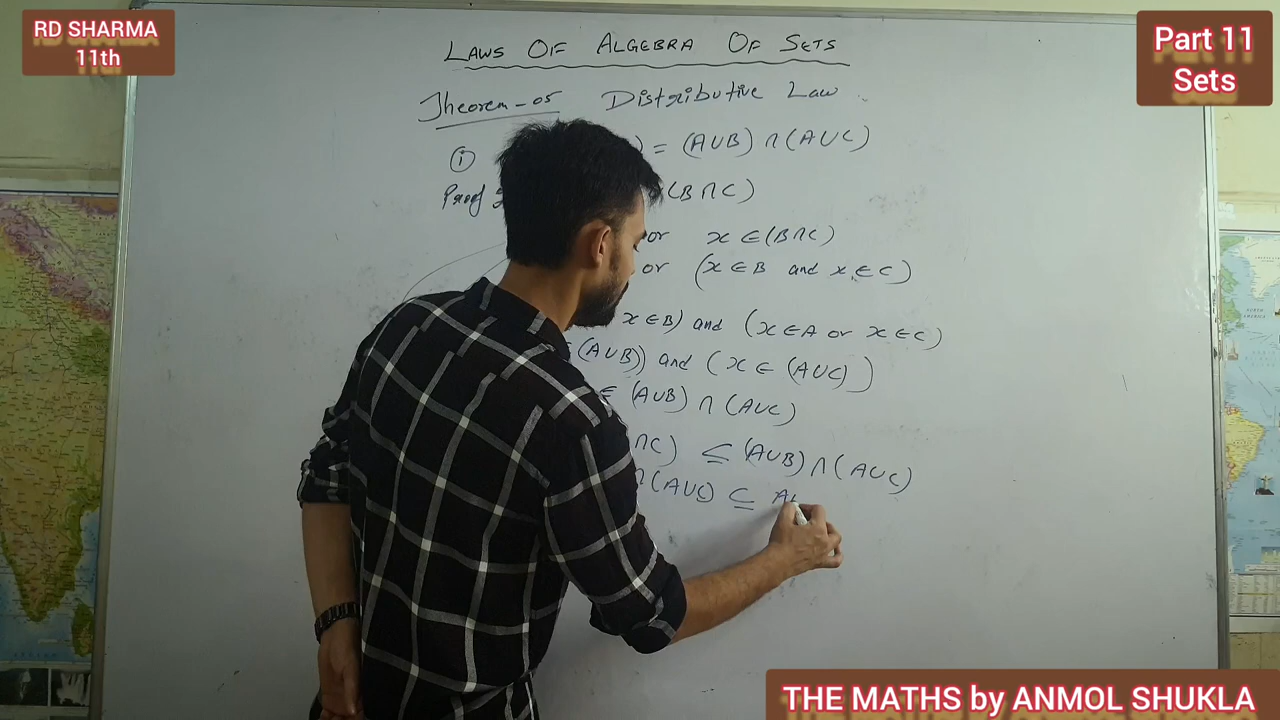 RD SHARMA
11th
Part 11
Sets
LAWS OF ALGEBRA OF SETS
Theorem-05 Distributive Law
(i) ) = (A∪B) ∩ (A∪C)
Proof (B∩C)
or x ∈ (B∩C)
or (x ∈ B and x ∈ C)
x ∈ B) and (x ∈ A or x ∈ C)
(A∪B)) and (x ∈ (A∪C))
∈ (A∪B) ∩ (A∪C)
∩C) ⊆ (A∪B) ∩ (A∪C)
∩(A∪C) ⊆ A
THE MATHS by ANMOL SHUKLA